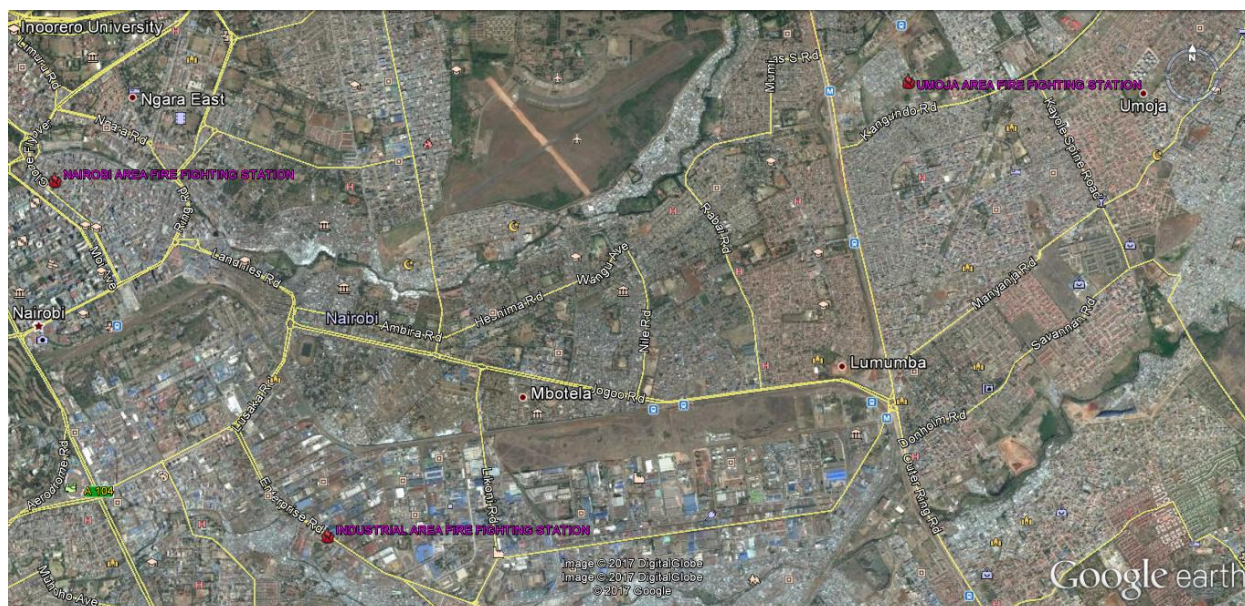 Inoorero University
Limuru Rd
Ngara East
Ngara Rd
NAIROBI AREA FIRE FIGHTING STATION
Ring Rd
Moi Ave
Landhies Rd
Nairobi
Nairobi
Ambira Rd
Heshima Rd
Wangu Ave
Nile Rd
Rabai Rd
Mumias S Rd
UMOJA AREA FIRE FIGHTING STATION
Umoja
Kangundo Rd
Kayole Spine Road
Manyanja Rd
Savannah Rd
Lumumba
Mbotela
Jogoo Rd
Donholm Rd
Outer Ring Rd
Lusaka Rd
Aerodrome Rd
A 104
Enterprise Rd
INDUSTRIAL AREA FIRE FIGHTING STATION
Likoni Rd
Image © 2017 DigitalGlobe
Image © 2017 DigitalGlobe
© 2017 Google
Google earth
N